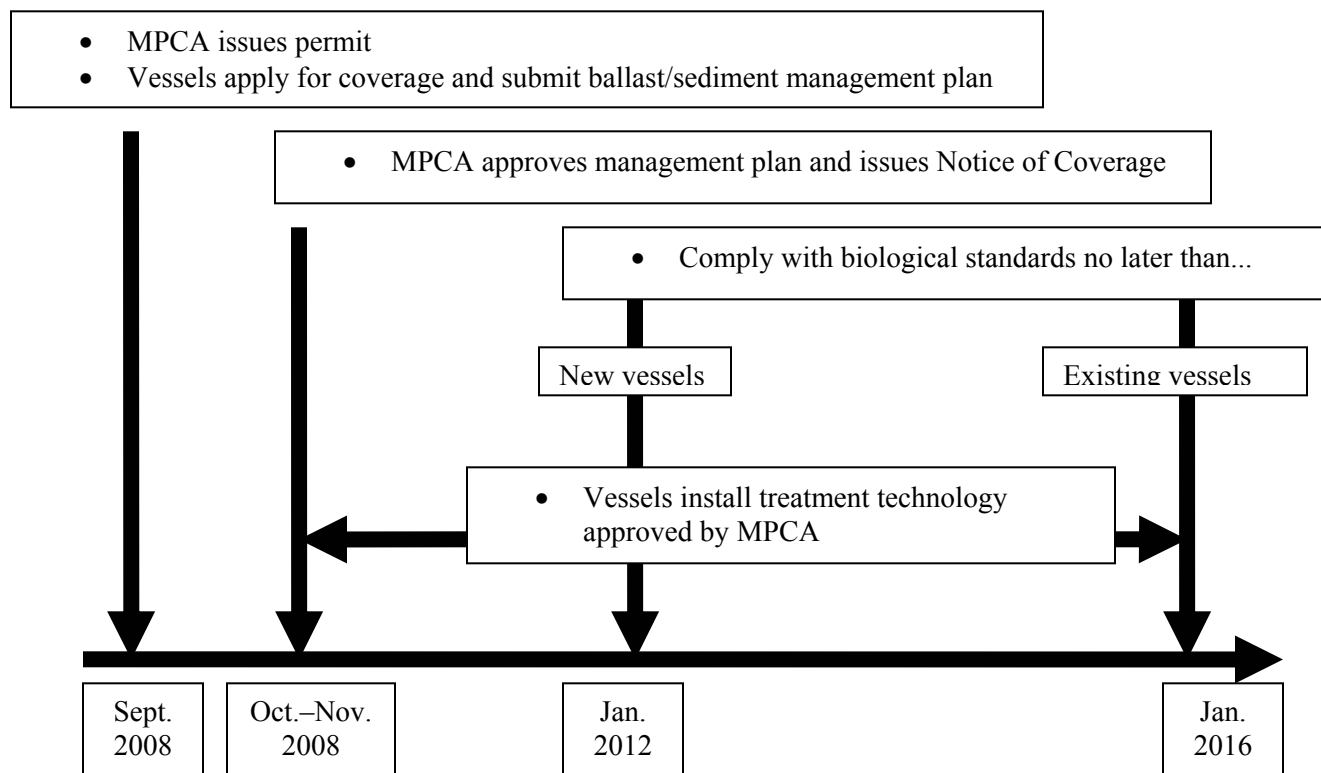 • MPCA issues permit
• Vessels apply for coverage and submit ballast/sediment management plan
• MPCA approves management plan and issues Notice of Coverage
• Comply with biological standards no later than...
New vessels
Existing vessels
• Vessels install treatment technology
approved by MPCA
Sept.
2008
Oct.–Nov.
2008
Jan.
2012
Jan.
2016